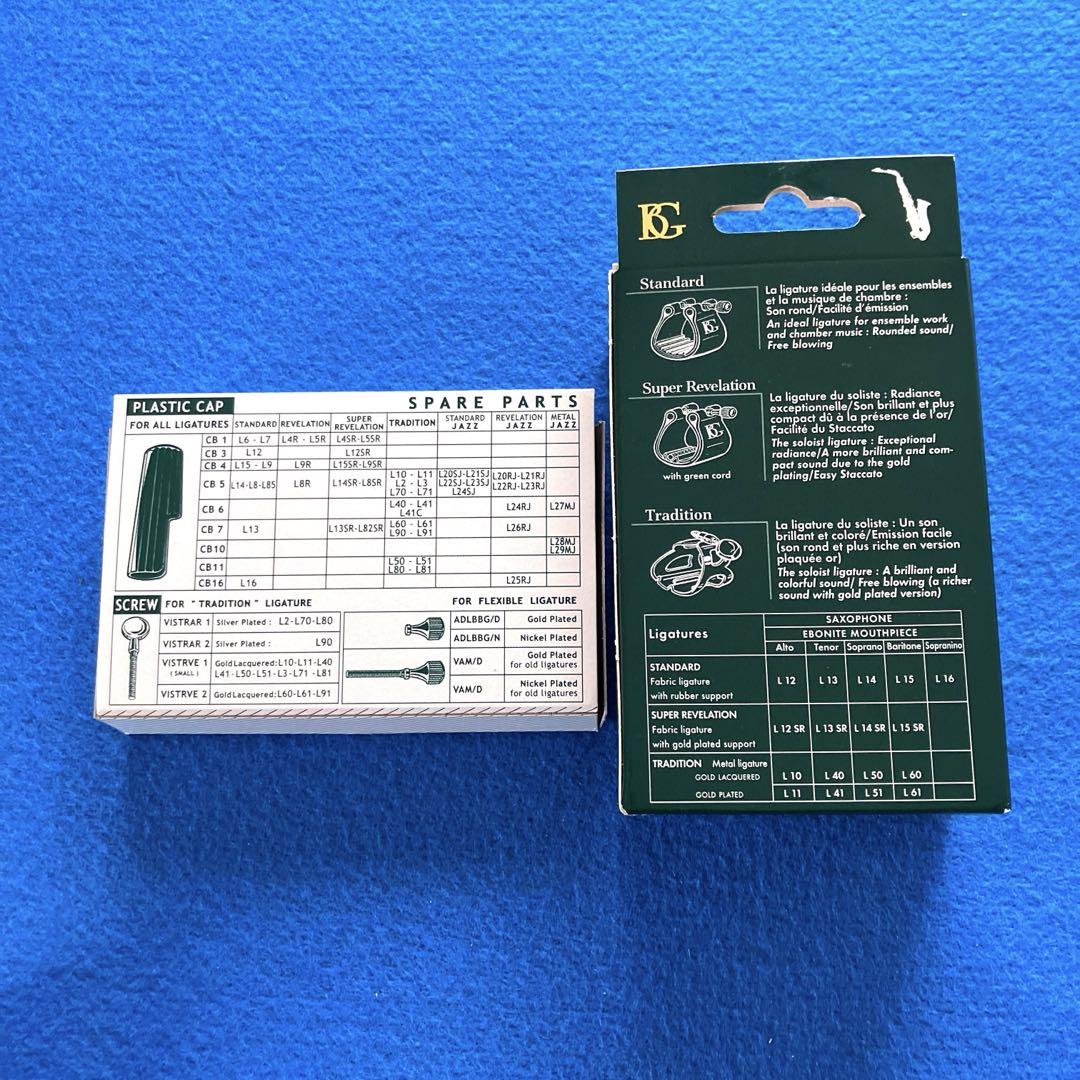 PLASTIC CAP
SPARE PARTS
FOR ALL LIGATURES STANDARD REVELATION SUPER REVELATION TRADITION STANDARD JAZZ REVELATION JAZZ METAL JAZZ
CB 1 L6 - L7 L4R - L5R L4SR-L5SR
CB 3 L12 L12SR
CB 4 L15 - L9 L9R L15SR-L9SR
CB 5 L14-L8-L85 L8R L14SR-L8SR L10 - L11 L2 - L3 L70 - L71 L20SJ-L21SJ L22SJ-L23SJ L24SJ L20RJ-L21RJ L22RJ-L23RJ
CB 6 L40 - L41 L41C L24RJ L27MJ
CB 7 L13 L13SR-L82SR L60 - L61 L90 - L91 L26RJ
CB10 L28MJ L29MJ
CB11 L50 - L51 L80 - L81
CB16 L16 L25RJ
SCREW FOR " TRADITION " LIGATURE
VISTRAR 1 Silver Plated : L2-L70-L80
VISTRAR 2 Silver Plated : L90
VISTRVE 1 (SMALL) GoldLacquered:L10-L11-L40 L41-L50-L51-L3-L71 -L81
VISTRVE 2 GoldLacquered:L60-L61-L91
FOR FLEXIBLE LIGATURE
ADLBBG/D Gold Plated
ADLBBG/N Nickel Plated
VAM/D Gold Plated for old ligatures
VAM/D Nickel Plated for old ligatures
BG
Standard
BG
La ligature idéale pour les ensembles
et la musique de chambre :
Son rond/Facilité d'émission
An ideal ligature for ensemble work
and chamber music : Rounded sound/
Free blowing
Super Revelation
BG
with green cord
La ligature du soliste : Radiance
exceptionnelle/Son brillant et plus
compact dû à la présence de l'or/
Facilité du Staccato
The soloist ligature : Exceptional
radiance/A more brilliant and com-
pact sound due to the gold
plating/Easy Staccato
Tradition
La ligature du soliste : Un son
brillant et coloré/Emission facile
(son rond et plus riche en version
plaquée or)
The soloist ligature : A brilliant and
colorful sound/ Free blowing (a richer
sound with gold plated version)
Ligatures
SAXOPHONE
EBONITE MOUTHPIECE
Alto Tenor Soprano Baritone Sopranino
STANDARD
Fabric ligature
with rubber support
L 12 L 13 L 14 L 15 L 16
SUPER REVELATION
Fabric ligature
with gold plated support
L 12 SR L 13 SR L 14 SR L 15 SR
TRADITION Metal ligature
GOLD LACQUERED L 10 L 40 L 50 L 60
GOLD PLATED L 11 L 41 L 51 L 61